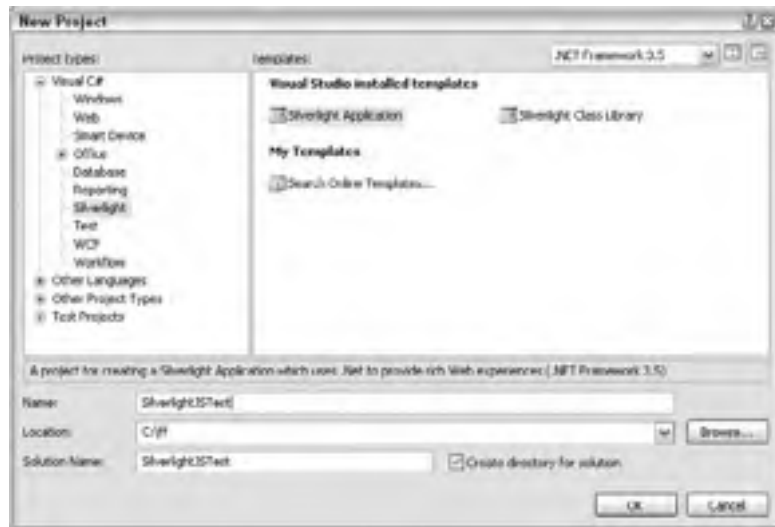 New Project
Project types:
Templates:
.NET Framework 3.5
Visual C#
Windows
Web
Smart Device
Office
Database
Reporting
Silverlight
Test
WCF
Workflow
Other Languages
Other Project Types
Test Projects
Visual Studio installed templates
Silverlight Application
Silverlight Class Library
My Templates
Search Online Templates...
A project for creating a Silverlight Application which uses .Net to provide rich Web experiences (.NET Framework 3.5)
Name:
SilverlightJSTest
Location:
Browse...
Solution Name:
SilverlightJSTest
Create directory for solution
OK
Cancel